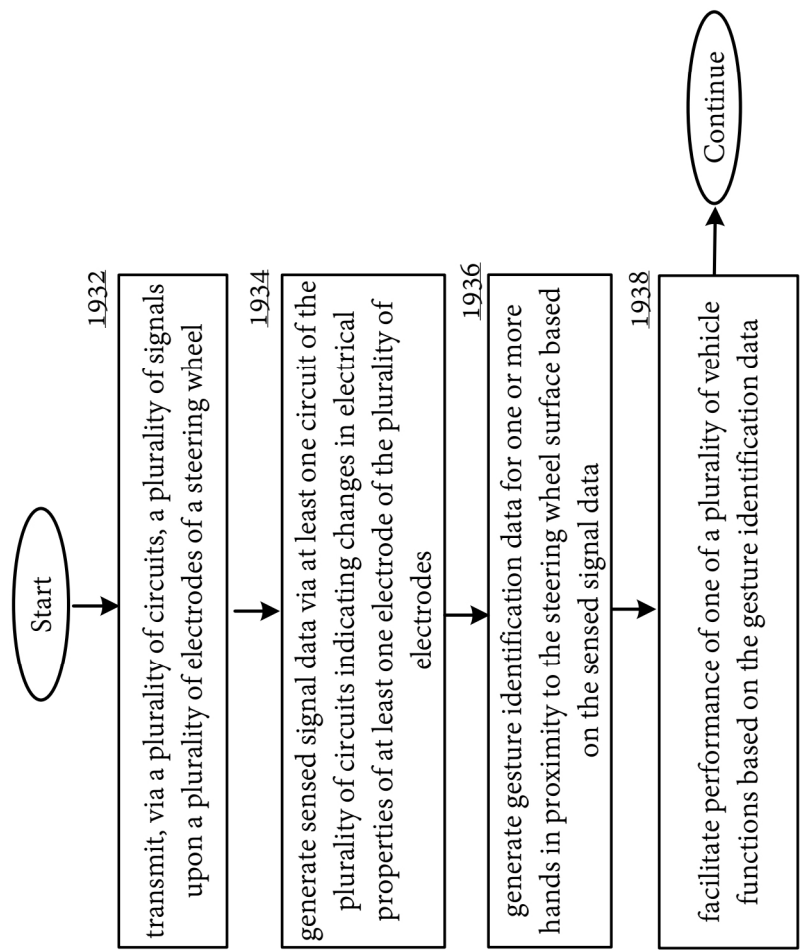 Start
1932
transmit, via a plurality of circuits, a plurality of signals
upon a plurality of electrodes of a steering wheel
1934
generate sensed signal data via at least one circuit of the
plurality of circuits indicating changes in electrical
properties of at least one electrode of the plurality of
electrodes
1936
generate gesture identification data for one or more
hands in proximity to the steering wheel surface based
on the sensed signal data
1938
facilitate performance of one of a plurality of vehicle
functions based on the gesture identification data
Continue